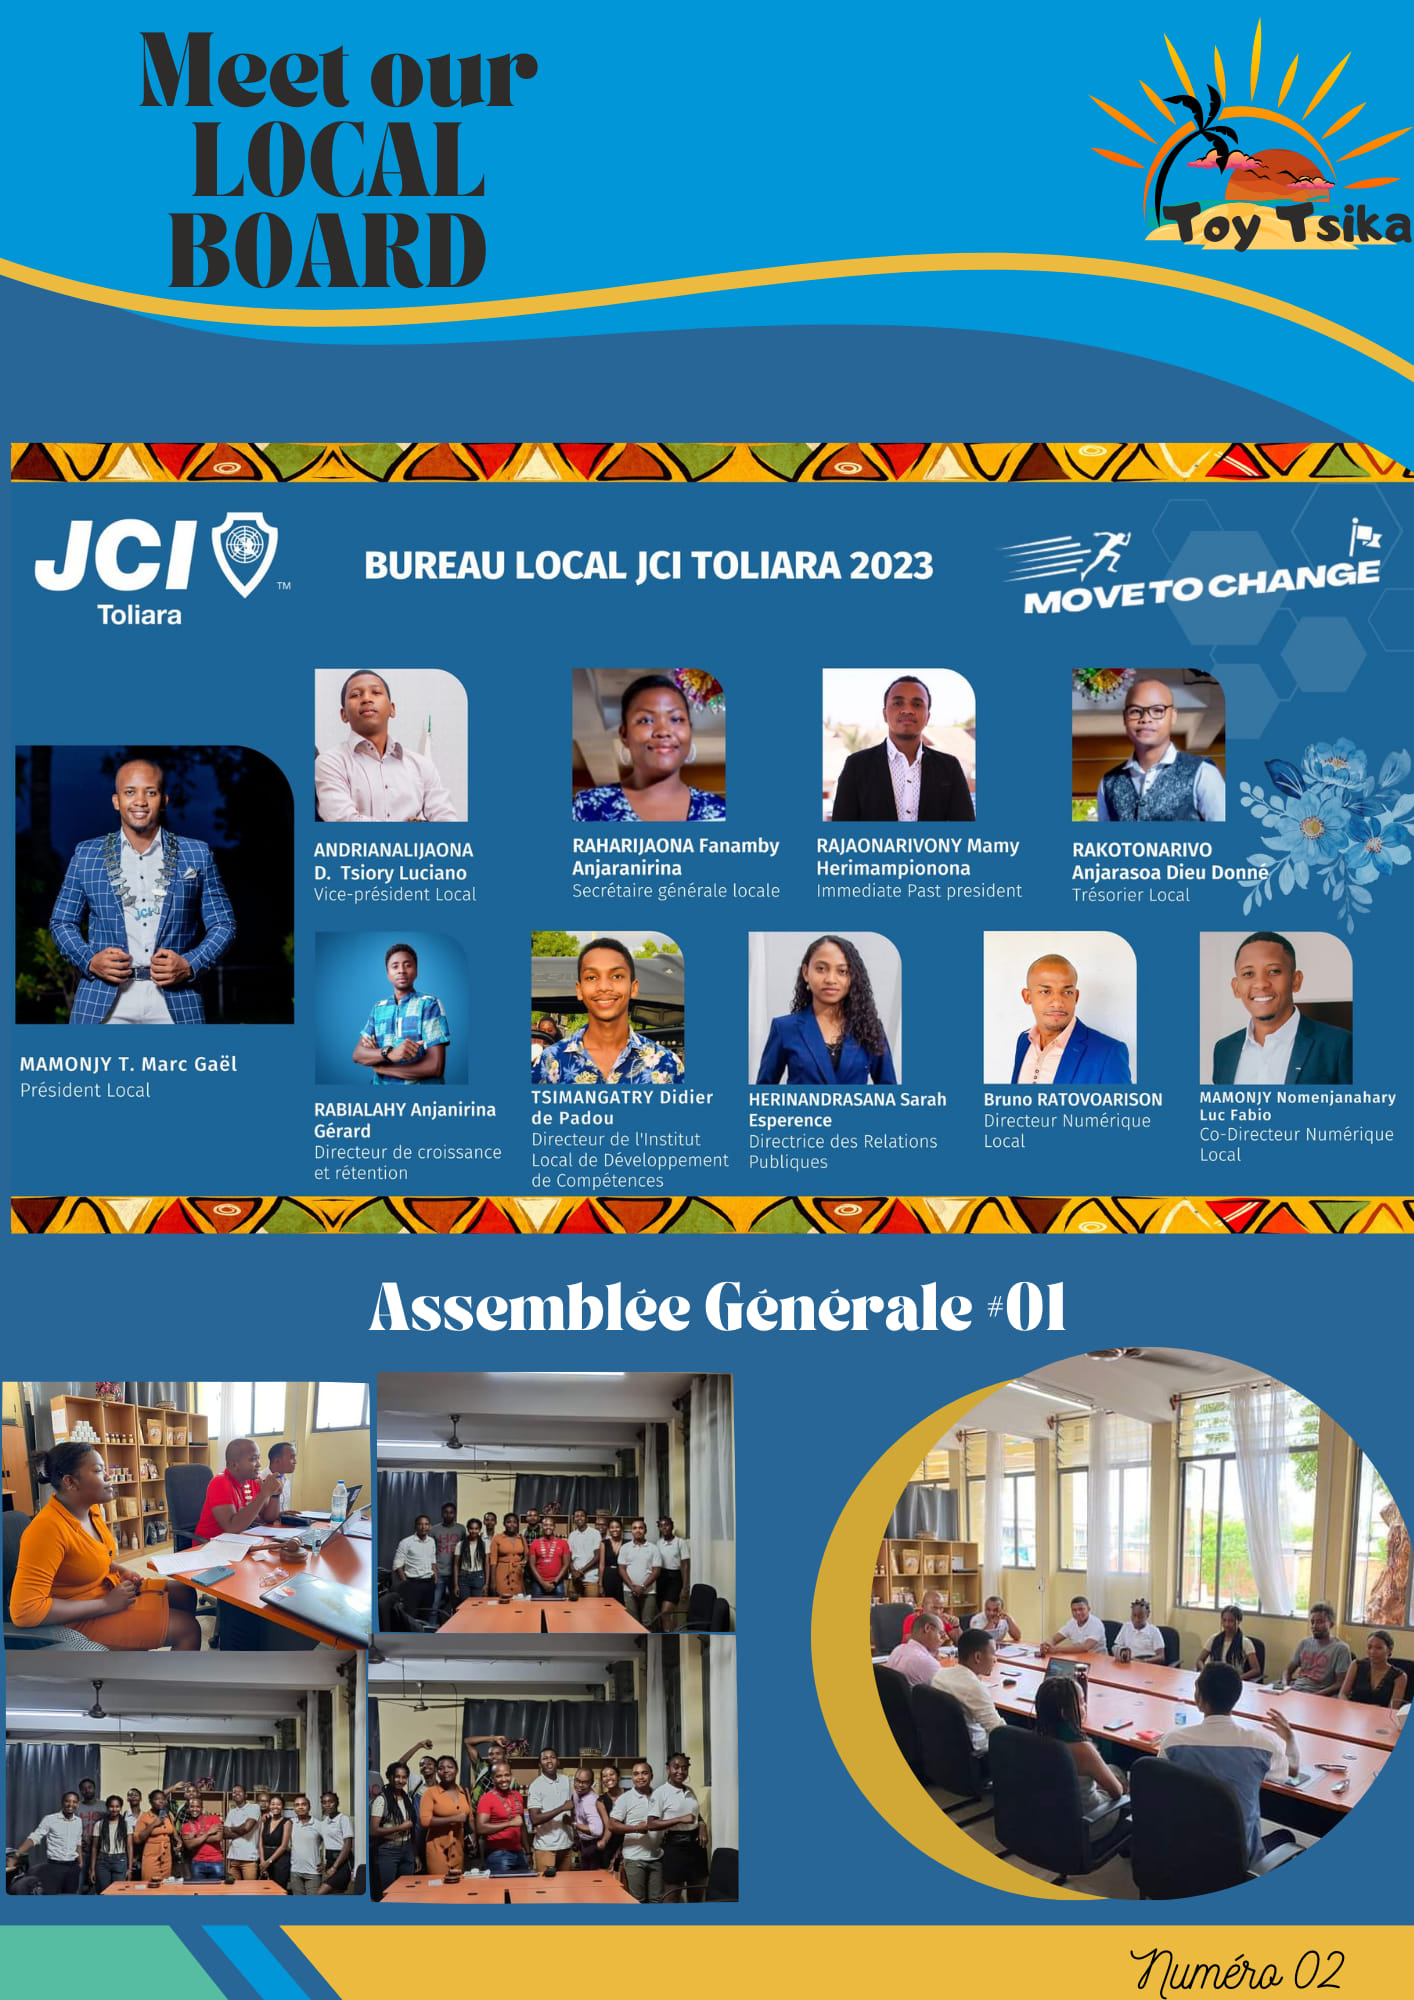 Meet our
LOCAL
BOARD
Toy Tsika
JCI
TM
Toliara
BUREAU LOCAL JCI TOLIARA 2023
MOVE TO CHANGE
ANDRIANALIJAONA
D. Tsiory Luciano
Vice-président Local
RAHARIJAONA Fanamby
Anjaranirina
Secrétaire générale locale
RAJAONARIVONY Mamy
Herimampionona
Immediate Past president
RAKOTONARIVO
Anjarasoa Dieu Donné
Trésorier Local
JCI
MAMONJY T. Marc Gaël
Président Local
RABIALAHY Anjanirina
Gérard
Directeur de croissance
et rétention
TSIMANGATRY Didier
de Padou
Directeur de l'Institut
Local de Développement
de Compétences
HERINANDRASANA Sarah
Esperence
Directrice des Relations
Publiques
Bruno RATOVOARISON
Directeur Numérique
Local
MAMONJY Nomenjanahary
Luc Fabio
Co-Directeur Numérique
Local
Assemblée Générale #01
Numéro 02